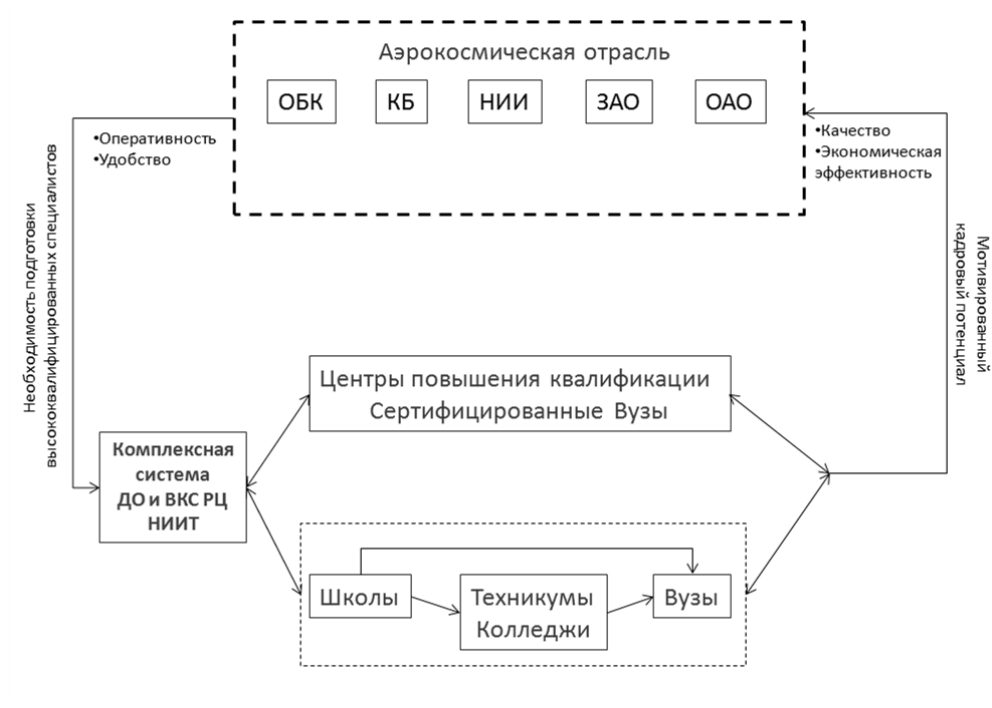 Аэрокосмическая отрасль
ОБК
КБ
НИИ
ЗАО
ОАО
•Оперативность
•Удобство
•Качество
•Экономическая
эффективность
Необходимость подготовки
высококвалифицированных специалистов
Мотивированный
кадровый потенциал
Центры повышения квалификации
Сертифицированные Вузы
Комплексная
система
ДО и ВКС РЦ
НИИТ
Школы
Техникумы
Колледжи
Вузы